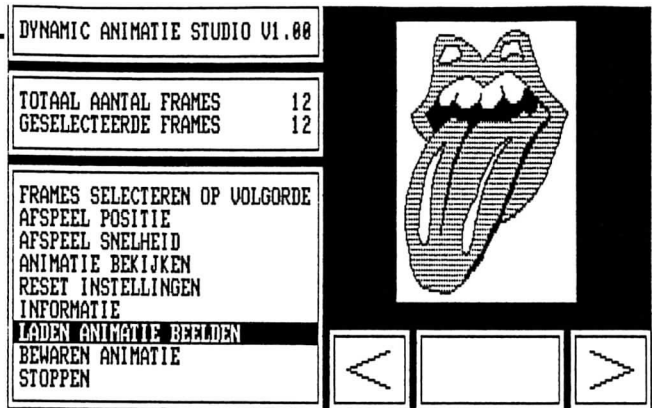 DYNAMIC ANIMATIE STUDIO V1.00
TOTAAL AANTAL FRAMES 12
GESELECTEERDE FRAMES 12
FRAMES SELECTEREN OP VOLGORDE
AFSPEEL POSITIE
AFSPEEL SNELHEID
ANIMATIE BEKIJKEN
RESET INSTELLINGEN
INFORMATIE
LADEN ANIMATIE BEELDEN
BEWAREN ANIMATIE
STOPPEN
< >